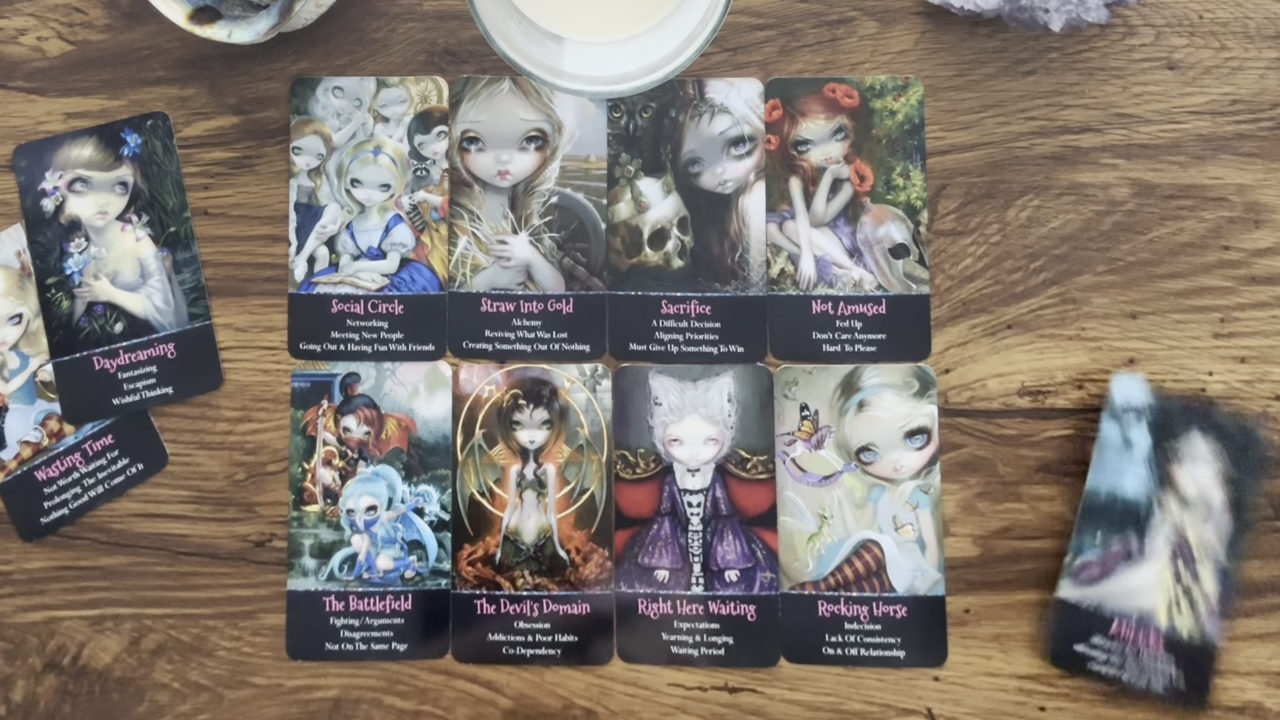 Daydreaming
Fantasizing
Escapism
Wishful Thinking
Wasting Time
Not Worth Waiting For
Prolonging The Inevitable
Nothing Good Will Come Of It
Social Circle
Networking
Meeting New People
Going Out & Having Fun With Friends
Straw Into Gold
Alchemy
Reviving What Was Lost
Creating Something Out Of Nothing
Sacrifice
A Difficult Decision
Aligning Priorities
Must Give Up Something To Win
Not Amused
Fed Up
Don't Care Anymore
Hard To Please
The Battlefield
Fighting/Arguments
Disagreements
Not On The Same Page
The Devil's Domain
Obsession
Addictions & Poor Habits
Co-Dependency
Right Here Waiting
Expectations
Yearning & Longing
Waiting Period
Rocking Horse
Indecision
Lack Of Consistency
On & Off Relationship